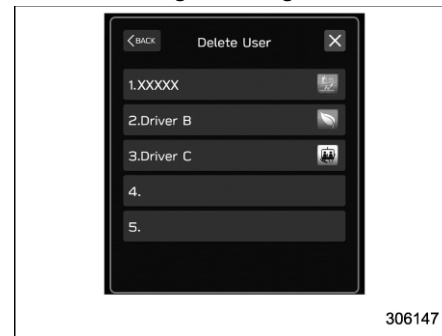 BACK
Delete User
1.XXXXX
2.Driver B
3.Driver C
4.
5.
306147